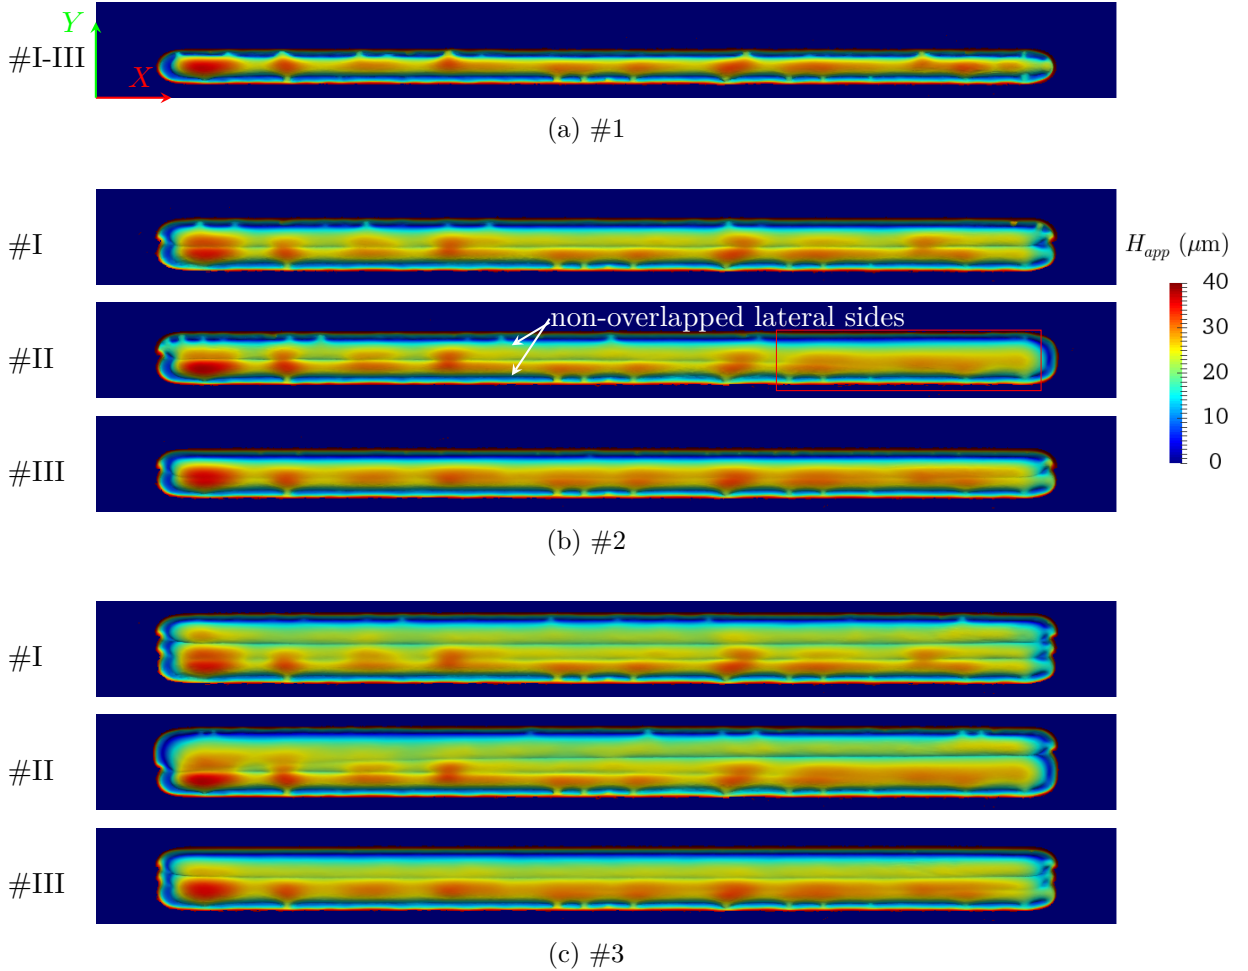 Y
#I-III
X
(a) #1
#I
H_app (μm)
40
non-overlapped lateral sides
30
#II
20
10
0
#III
(b) #2
#I
#II
#III
(c) #3